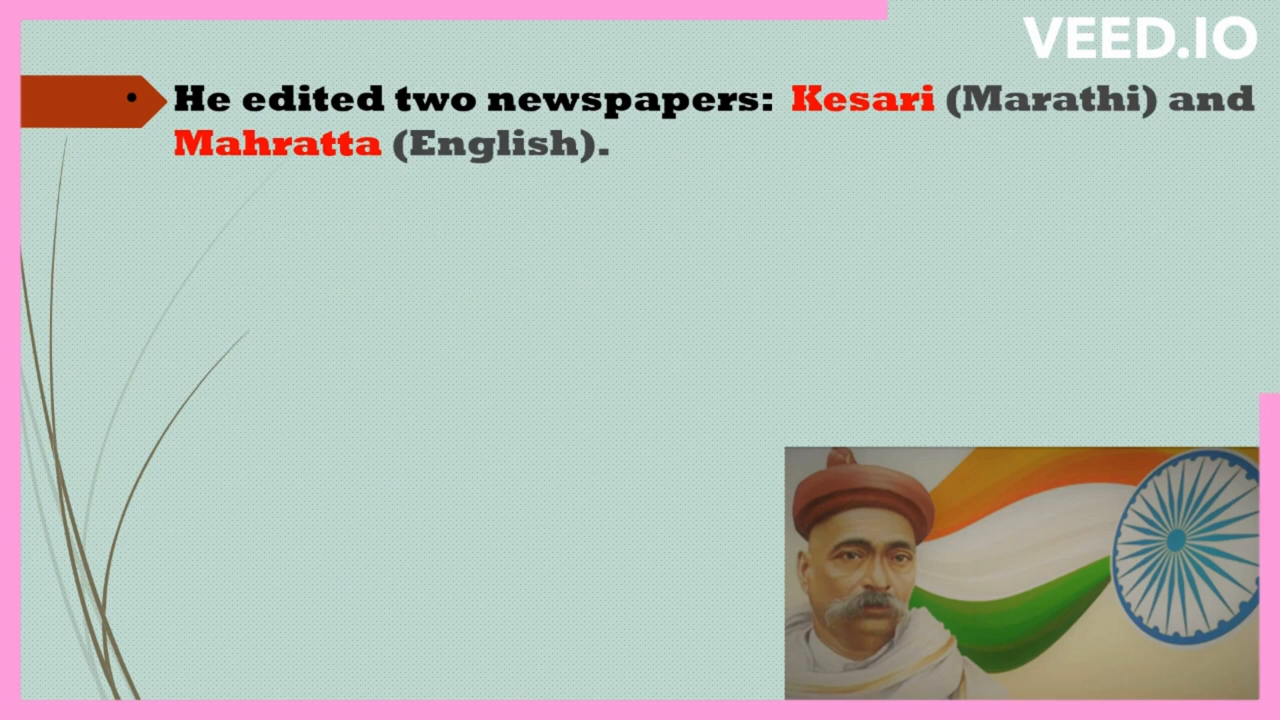 VEED.IO
• He edited two newspapers: Kesari (Marathi) and
Mahratta (English).